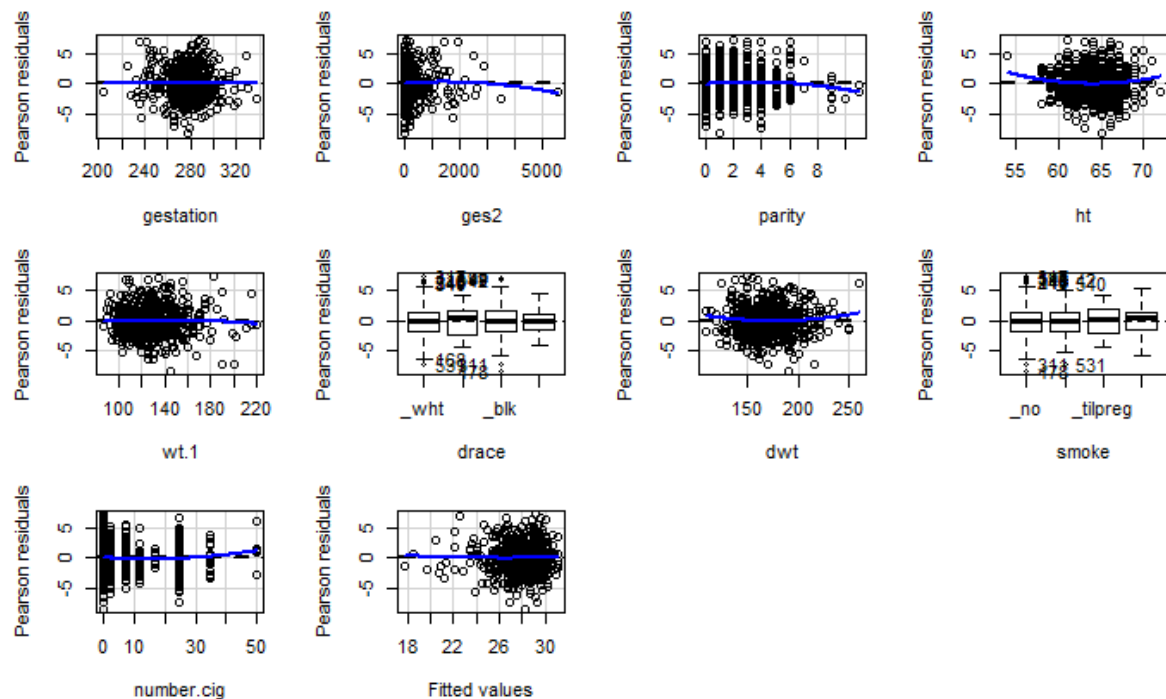 Pearson residuals
5
0
-5
200 240 280 320
gestation
Pearson residuals
5
0
-5
0 2000 5000
ges2
Pearson residuals
5
0
-5
0 2 4 6 8
parity
Pearson residuals
5
0
-5
55 60 65 70
ht
Pearson residuals
5
0
-5
100 140 180 220
wt.1
Pearson residuals
5
0
-5
468
_wht _blk
drace
Pearson residuals
5
0
-5
150 200 250
dwt
Pearson residuals
5
0
-5
42
540
311 531
478
_no _tilpreg
smoke
Pearson residuals
5
0
-5
0 10 30 50
number.cig
Pearson residuals
5
0
-5
18 22 26 30
Fitted values